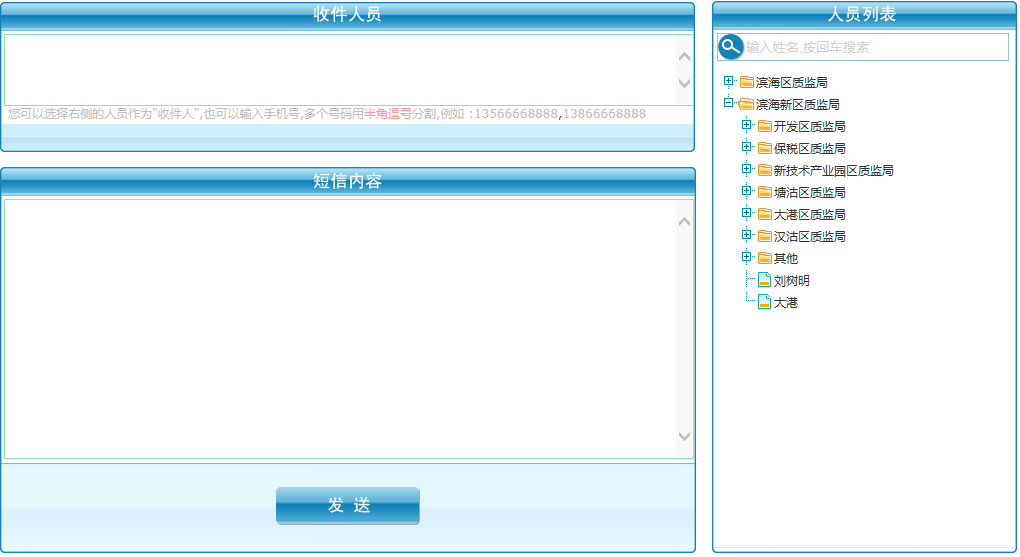 收件人员
您可以选择右侧的人员作为"收件人",也可以输入手机号,多个号码用半角逗号分割,例如 :13566668888,13866668888
短信内容
发 送
人员列表
输入姓名,按回车搜索
滨海区质监局
滨海新区质监局
开发区质监局
保税区质监局
新技术产业园区质监局
塘沽区质监局
大港区质监局
汉沽区质监局
其他
刘树明
大港